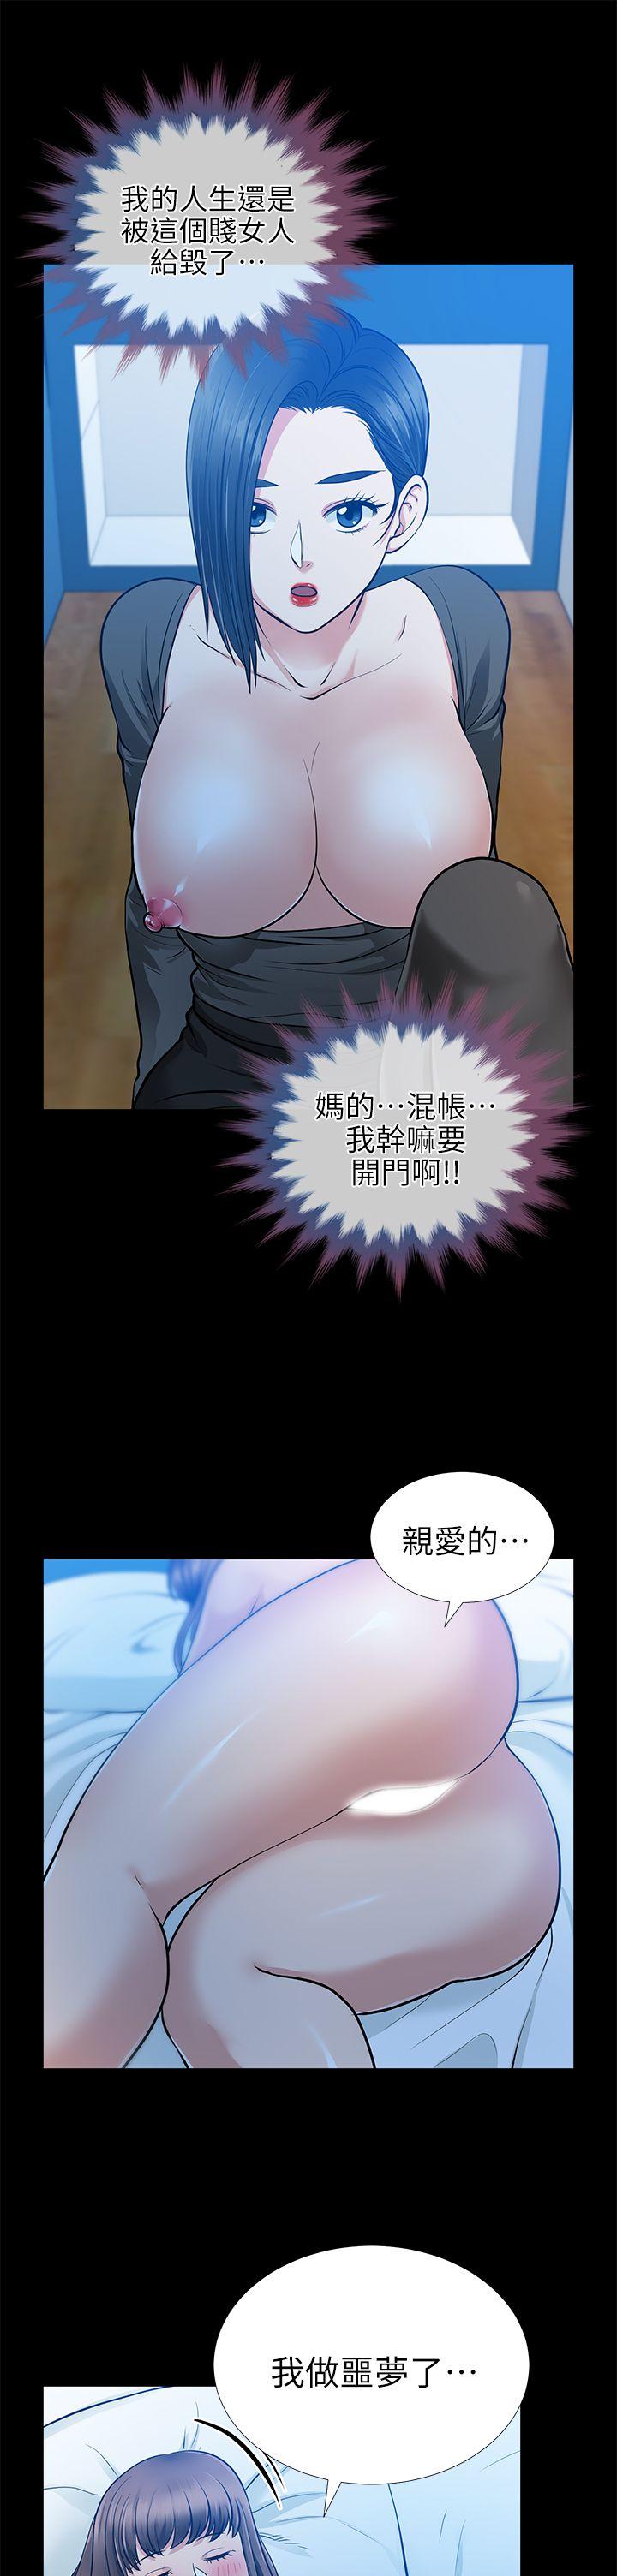 我的人生還是
被這個賤女人
給毀了…
媽的…混帳…
我幹嘛要
開門啊!!
親愛的…
我做噩夢了…